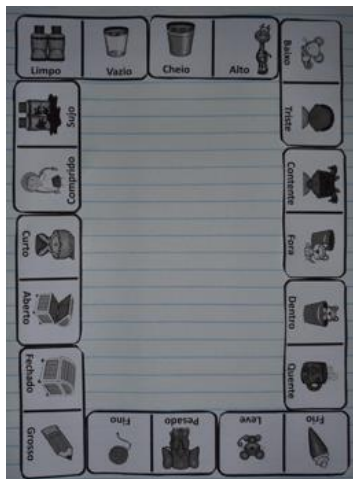 Limpo
Vazio
Cheio
Alto
Baixo
Triste
Contente
Fora
Dentro
Quente
Frio
Leve
Pesado
Fino
Grosso
Fechado
Aberto
Curto
Comprido
Sujo